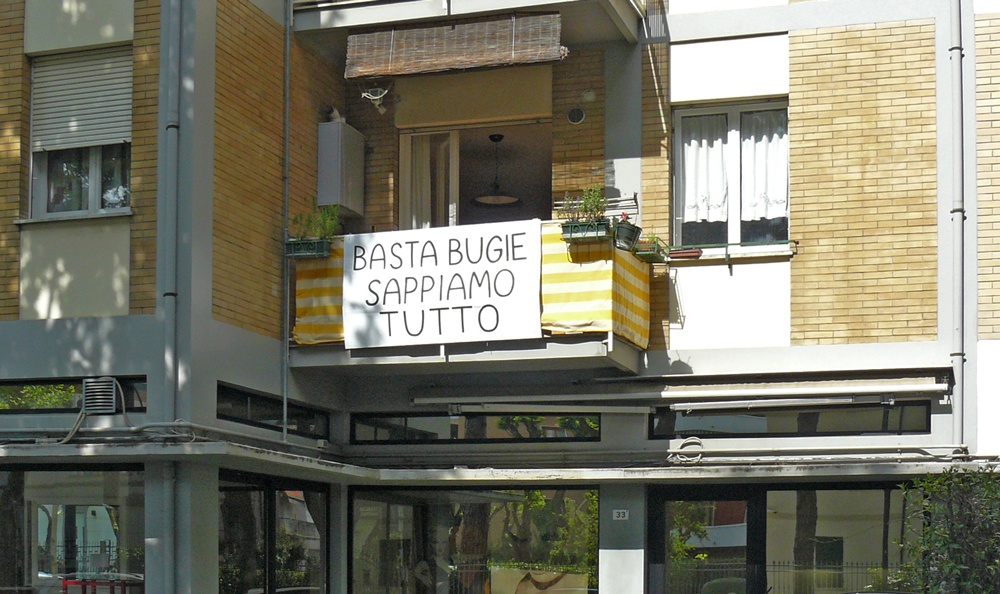 BASTA BUGIE
SAPPIAMO
TUTTO
33